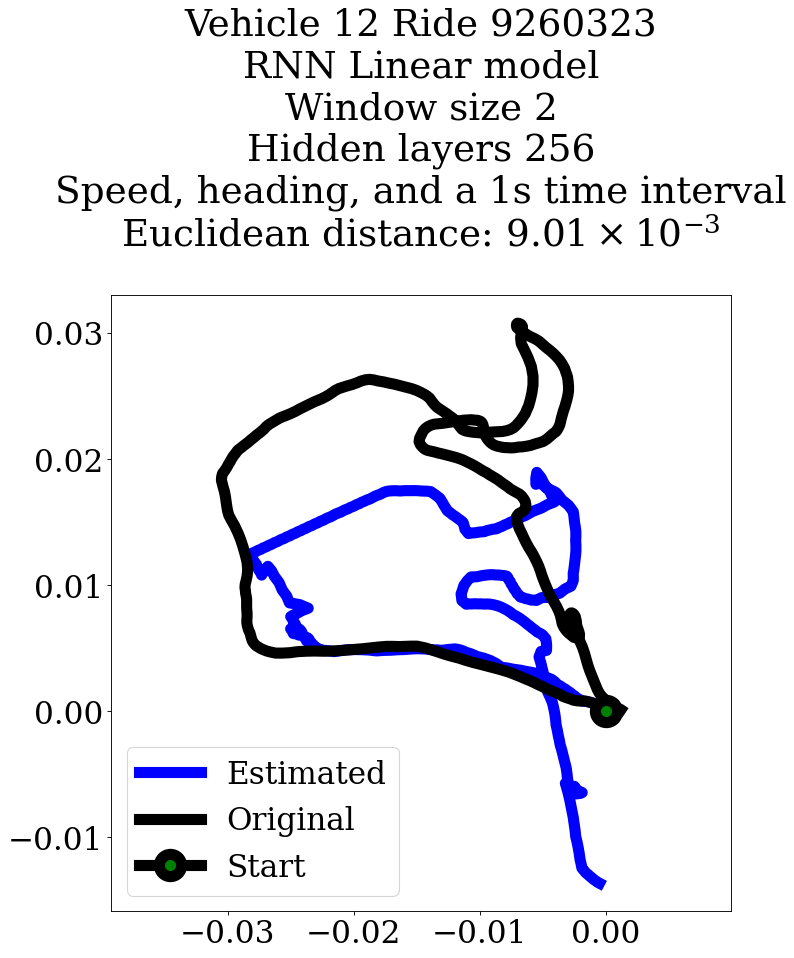 Vehicle 12 Ride 9260323
RNN Linear model
Window size 2
Hidden layers 256
Speed, heading, and a 1s time interval
Euclidean distance: 9.01 × 10⁻³
0.03
0.02
0.01
0.00
−0.01
Estimated
Original
Start
−0.03 −0.02 −0.01 0.00